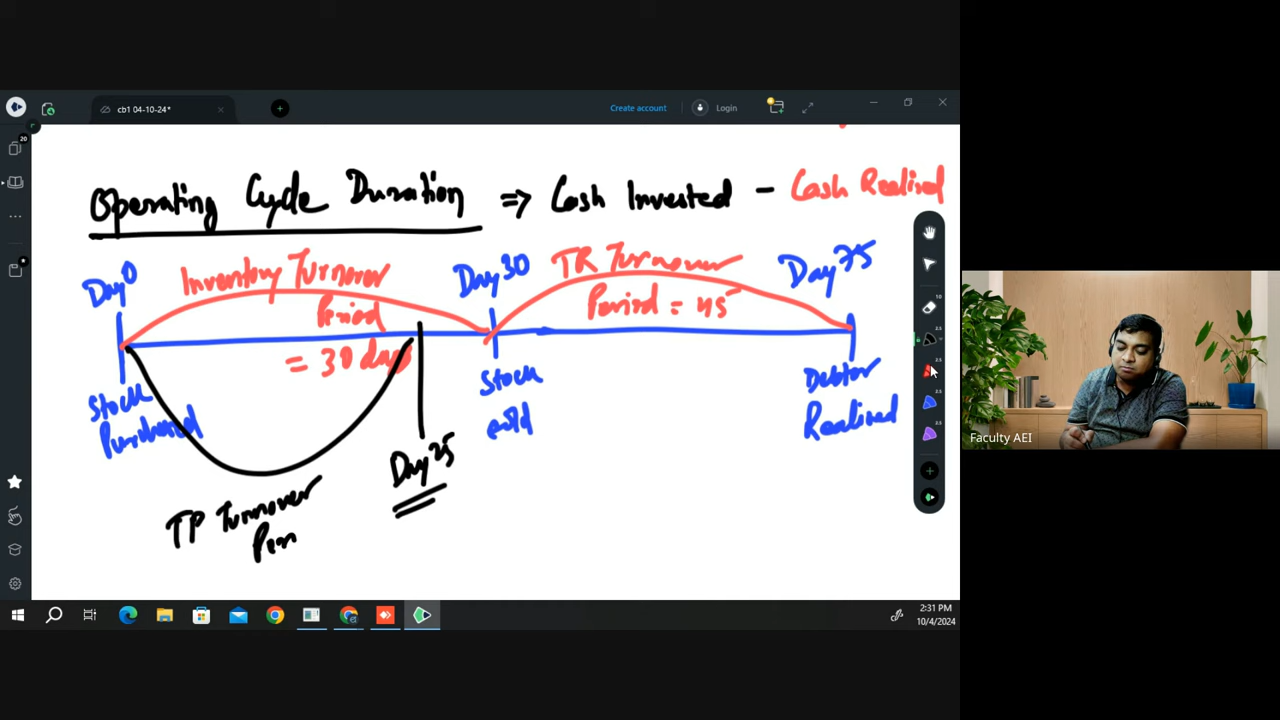 cb1 04-10-24*
Create account
Login
20
Operating Cycle Duration ⇒ Cash Invested - Cash Realised
Day 0
Inventory Turnover
Period
= 30 days
Day 30
TR Turnover
Period = 45
Day 75
Stock
Purchased
Stock
sold
Debtor
Realised
Day 25
TP Turnover
Peri
Faculty AEI
2:31 PM
10/4/2024